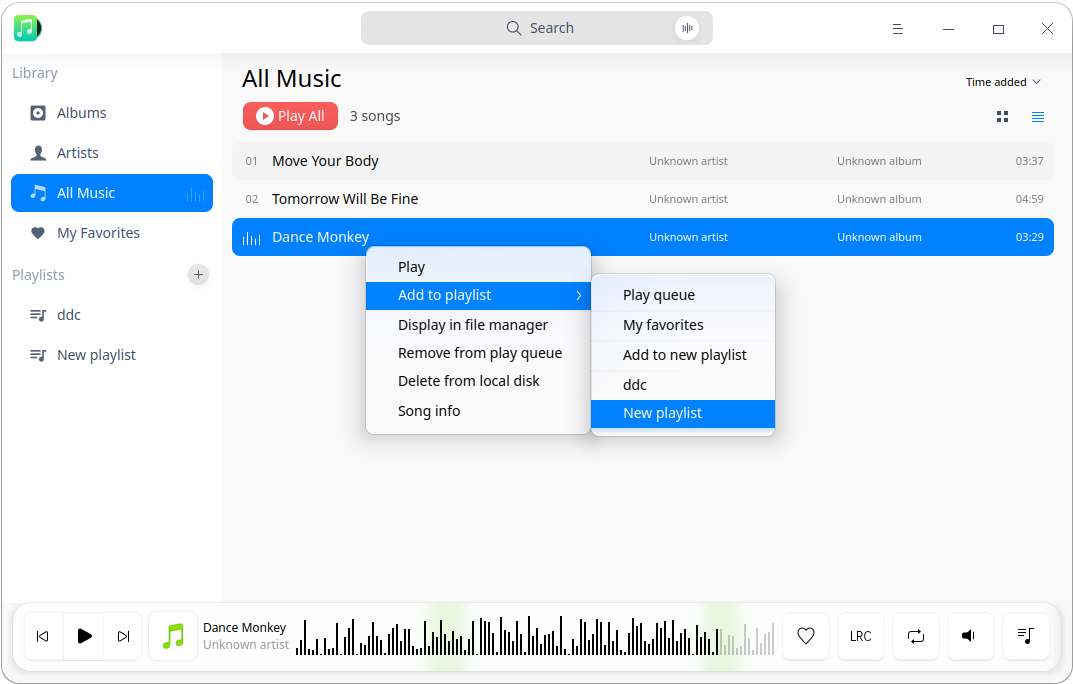 Search
Library
Albums
Artists
All Music
My Favorites
Playlists
ddc
New playlist
All Music
Time added
Play All 3 songs
01 Move Your Body Unknown artist Unknown album 03:37
02 Tomorrow Will Be Fine Unknown artist Unknown album 04:59
Dance Monkey Unknown artist Unknown album 03:29
Play
Add to playlist
Display in file manager
Remove from play queue
Delete from local disk
Song info
Play queue
My favorites
Add to new playlist
ddc
New playlist
Dance Monkey
Unknown artist
LRC